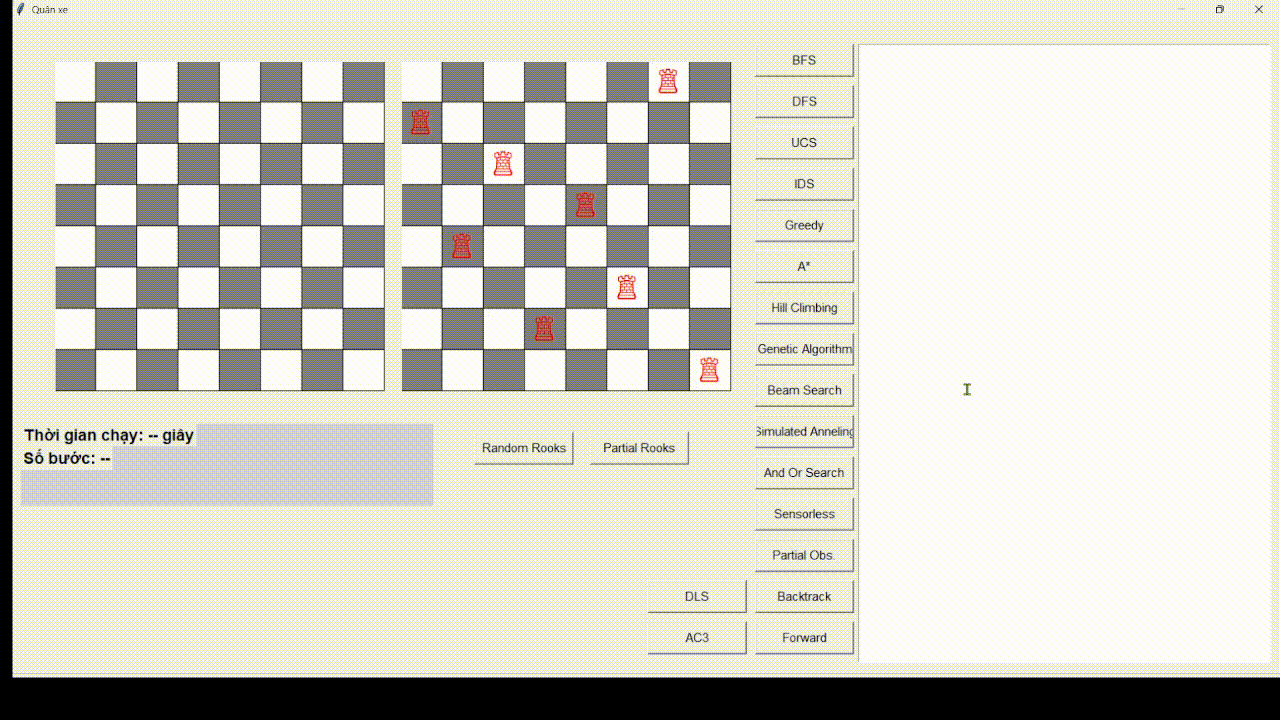 Quân xe
BFS
DFS
UCS
IDS
Greedy
A*
Hill Climbing
Genetic Algorithm
Beam Search
Simulated Anneling
And Or Search
Sensorless
Partial Obs.
Backtrack
Forward
DLS
AC3
Random Rooks
Partial Rooks
Thời gian chạy: -- giây
Số bước: --